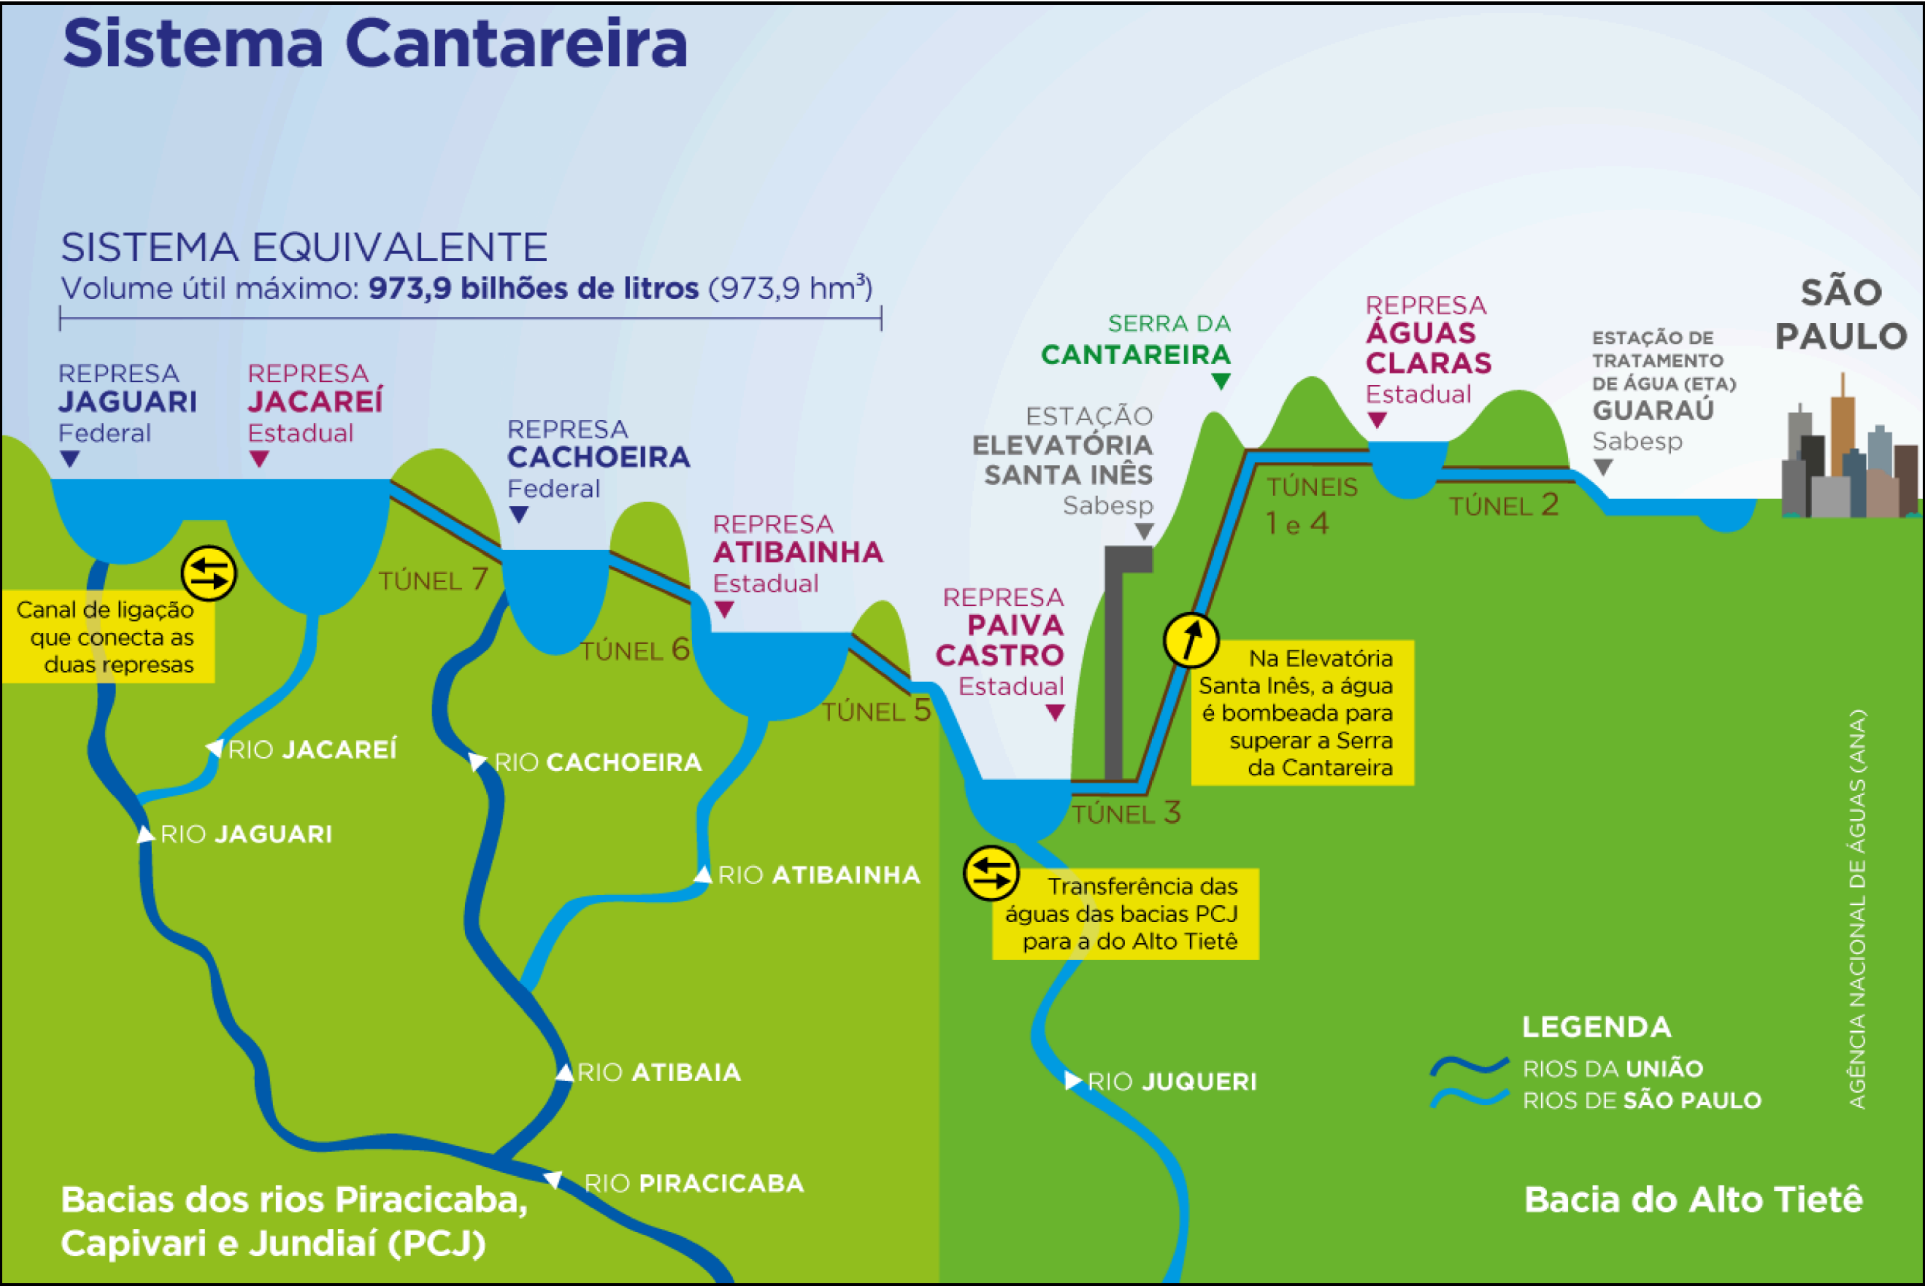 Sistema Cantareira
SISTEMA EQUIVALENTE
Volume útil máximo: 973,9 bilhões de litros (973,9 hm³)
REPRESA
JAGUARI
Federal
REPRESA
JACAREÍ
Estadual
REPRESA
CACHOEIRA
Federal
REPRESA
ATIBAINHA
Estadual
REPRESA
PAIVA
CASTRO
Estadual
SERRA DA
CANTAREIRA
ESTAÇÃO
ELEVATÓRIA
SANTA INÊS
Sabesp
REPRESA
ÁGUAS
CLARAS
Estadual
ESTAÇÃO DE
TRATAMENTO
DE ÁGUA (ETA)
GUARAÚ
Sabesp
SÃO
PAULO
TÚNEL 7
TÚNEL 6
TÚNEL 5
TÚNEL 3
TÚNEIS
1 e 4
TÚNEL 2
Canal de ligação
que conecta as
duas represas
Na Elevatória
Santa Inês, a água
é bombeada para
superar a Serra
da Cantareira
Transferência das
águas das bacias PCJ
para a do Alto Tietê
RIO JACAREÍ
RIO JAGUARI
RIO CACHOEIRA
RIO ATIBAINHA
RIO ATIBAIA
RIO PIRACICABA
RIO JUQUERI
LEGENDA
RIOS DA UNIÃO
RIOS DE SÃO PAULO
Bacias dos rios Piracicaba,
Capivari e Jundiaí (PCJ)
Bacia do Alto Tietê
AGÊNCIA NACIONAL DE ÁGUAS (ANA)